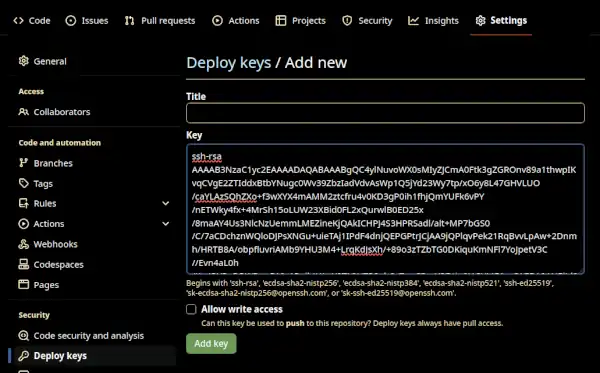 Code Issues Pull requests Actions Projects Security Insights Settings
General
Access
Collaborators
Code and automation
Branches
Tags
Rules
Actions
Webhooks
Codespaces
Pages
Security
Code security and analysis
Deploy keys
Deploy keys / Add new
Title
Key
ssh-rsa
AAAAB3NzaC1yc2EAAAADAQABAAABgQC4ylNuvoWX0sMIyZJCmA0Ftk3gZGROnv89a1thwpIK
vqCVgE2ZTIddxBtbYNugc0Wv39ZbzIadVdvAsWp1Q5jYd23Wy7tp/xO6y8L47GHVLUO
/caYLAzSQhZXo+f3wXYX4mAMM2ztcfru4v0KD3gP0ih1fhjQmYUFk6vPY
/nETWky4fx+4MrSh15oLUW23XBid0FL2xQurwlB0ED25x
/8maAY4Us3NlcNzUemmLMEZineKjQAkICHPJ4S3HPRSadl/alt+MP7bGS0
/C/7aCDchznWQloDJPsXNGu+uieTAj1IPdF4dnjQEPGPtrJCjAA9JQPlqvPek21RqBvvLpAw+2Dnm
h/HRTB8A/obpfluvriAMb9YHU3M4+LrqKdJsXh/+89o3zTZbTG0DKiquKmNFl7YoJpetV3C
//Evn4aL0h
Begins with 'ssh-rsa', 'ecdsa-sha2-nistp256', 'ecdsa-sha2-nistp384', 'ecdsa-sha2-nistp521', 'ssh-ed25519',
'sk-ecdsa-sha2-nistp256@openssh.com', or 'sk-ssh-ed25519@openssh.com'.
Allow write access
Can this key be used to push to this repository? Deploy keys always have pull access.
Add key